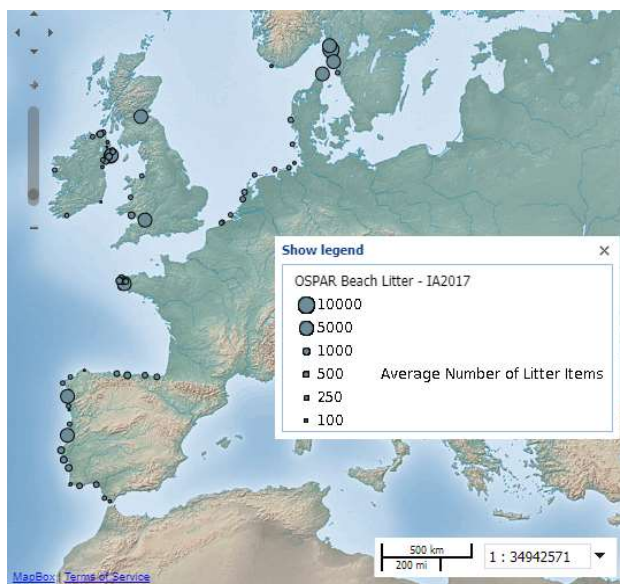 Show legend ×
OSPAR Beach Litter - IA2017
10000
5000
1000
500 Average Number of Litter Items
250
100
500 km
200 mi
1 : 34942571
MapBox | Terms of Service